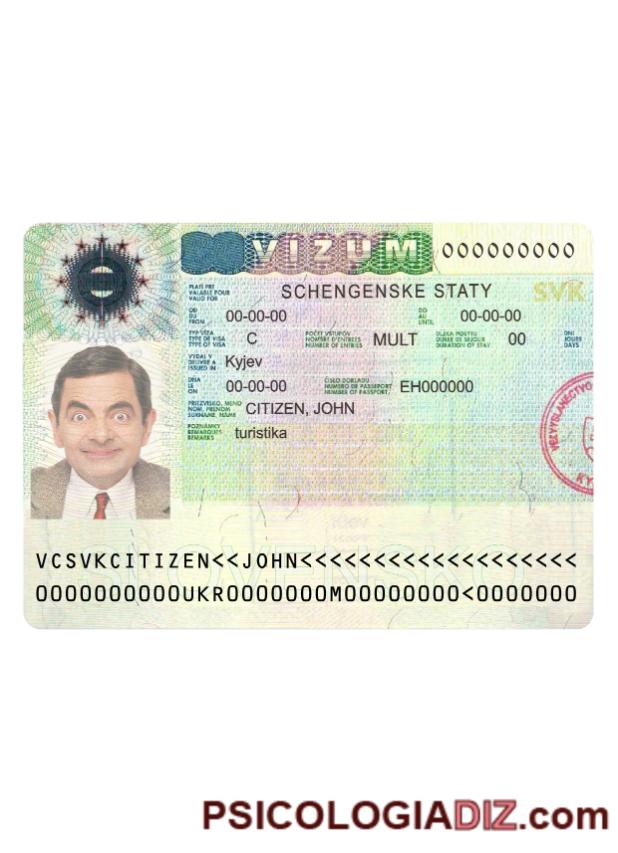 VIZUM 000000000
PLATÍ PRE
VALABLE POUR
VALID FOR
SCHENGENSKE STATY SVK
OD
DU
FROM
00-00-00
DO
AU
UNTIL
00-00-00
TYP VÍZA
TYPE DE VISA
TYPE OF VISA
C
POČET VSTUPOV
NOMBRE D'ENTRÉES
NUMBER OF ENTRIES
MULT
DĹŽKA POBYTU
DURÉE DE SÉJOUR
DURATION OF STAY
00
DNÍ
JOURS
DAYS
VYDAL V
DÉLIVRÉ À
ISSUED IN
Kyjev
DŇA
LE
ON
00-00-00
ČÍSLO DOKLADU
NUMÉRO DE PASSEPORT
NUMBER OF PASSPORT
EH000000
PRIEZVISKO, MENO
NOM, PRÉNOM
SURNAME, NAME
CITIZEN, JOHN
POZNÁMKY
REMARQUES
REMARKS
turistika
VCSVKCITIZEN<<JOHN<<<<<<<<<<<<<<<<<<
0000000000UKR0000000M00000000<0000000
PSICOLOGIADIZ.com